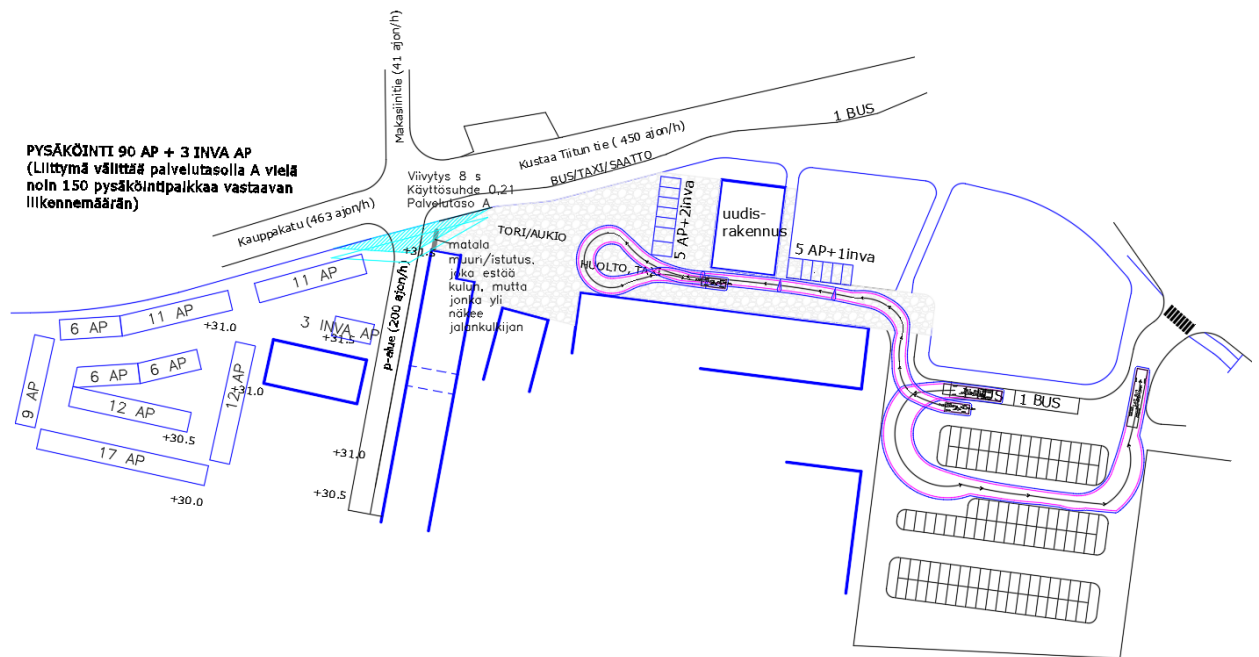 Makasiinitie (41 ajon/h)
1 BUS
Kustaa Tiitun tie ( 450 ajon/h)
BUS/TAXI/SAATTO
PYSÄKÖINTI 90 AP + 3 INVA AP
(Liittymä välittää palvelutasolla A vielä
noin 150 pysäköintipaikkaa vastaavan
liikennemäärän)
Viivytys 8 s
Käyttösuhde 0,21
Palvelutaso A
Kauppakatu (463 ajon/h)
TORI/AUKIO
5 AP+2inva
uudis-
rakennus
5 AP+1inva
HUOLTO, TAXI
+31.5
matala
muuri/istutus,
joka estää
kulun, mutta
jonka yli
näkee
jalankulkijan
p-alue (200 ajon/h)
11 AP
11 AP
6 AP
+31.0
3 INVA AP
+31.5
6 AP
6 AP
12 AP
9 AP
12 AP
+31.0
17 AP
+30.5
+30.0
+31.0
+30.5
1 BUS